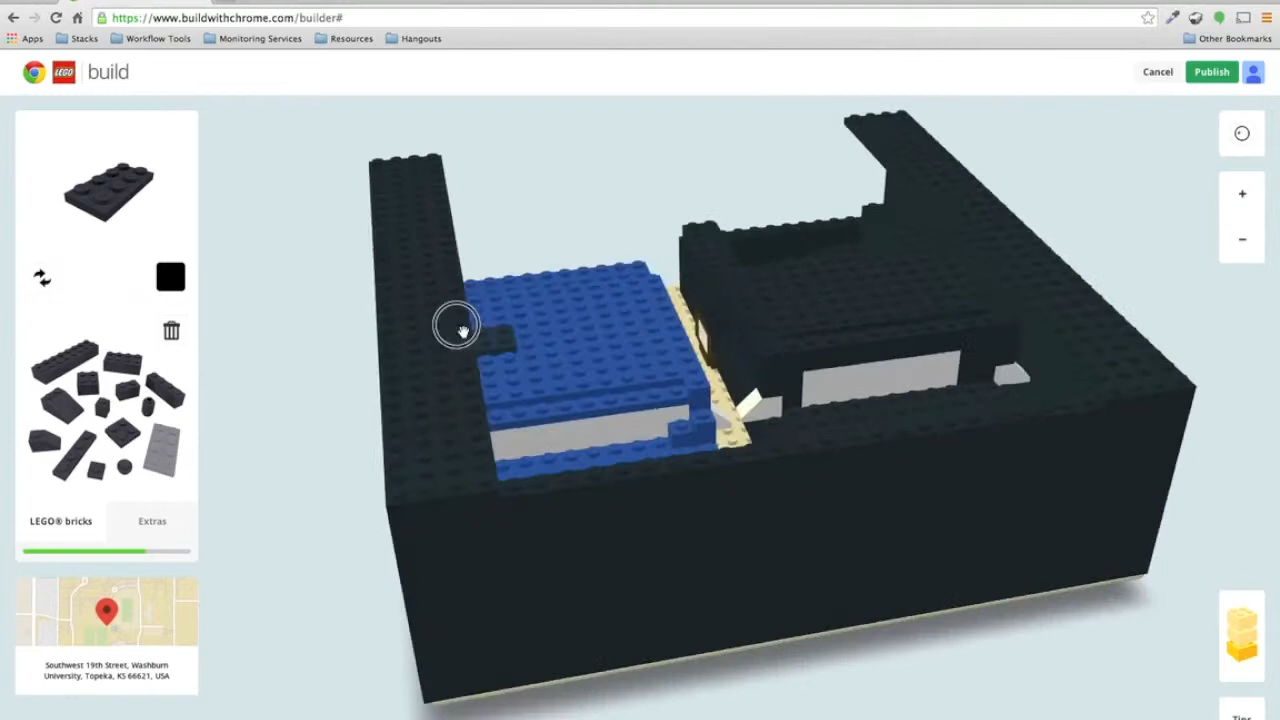 https://www.buildwithchrome.com/builder#
Apps Stacks Workflow Tools Monitoring Services Resources Hangouts Other Bookmarks
LEGO build Cancel Publish
LEGO® bricks Extras
Southwest 19th Street, Washburn
University, Topeka, KS 66621, USA